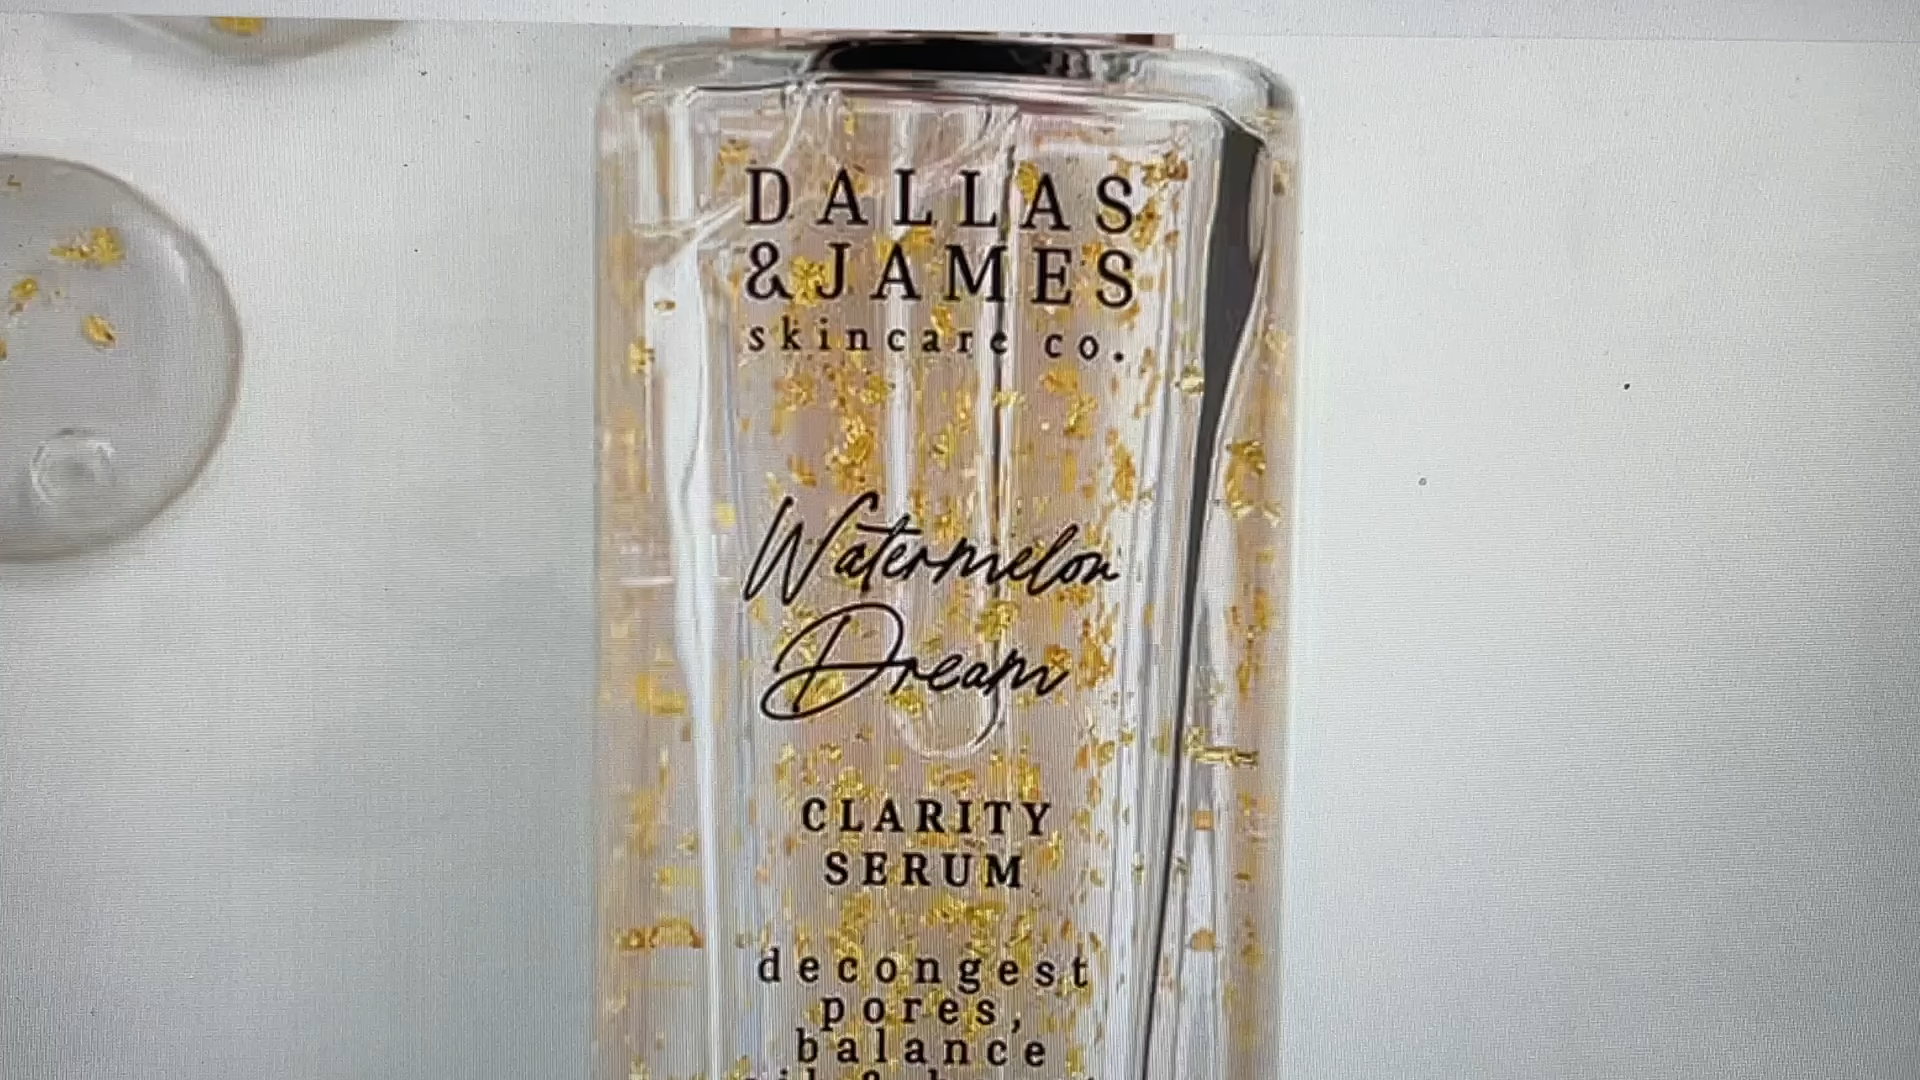 DALLAS
&JAMES
skincare co.
Watermelon
Dream
CLARITY
SERUM
decongest
pores,
balance